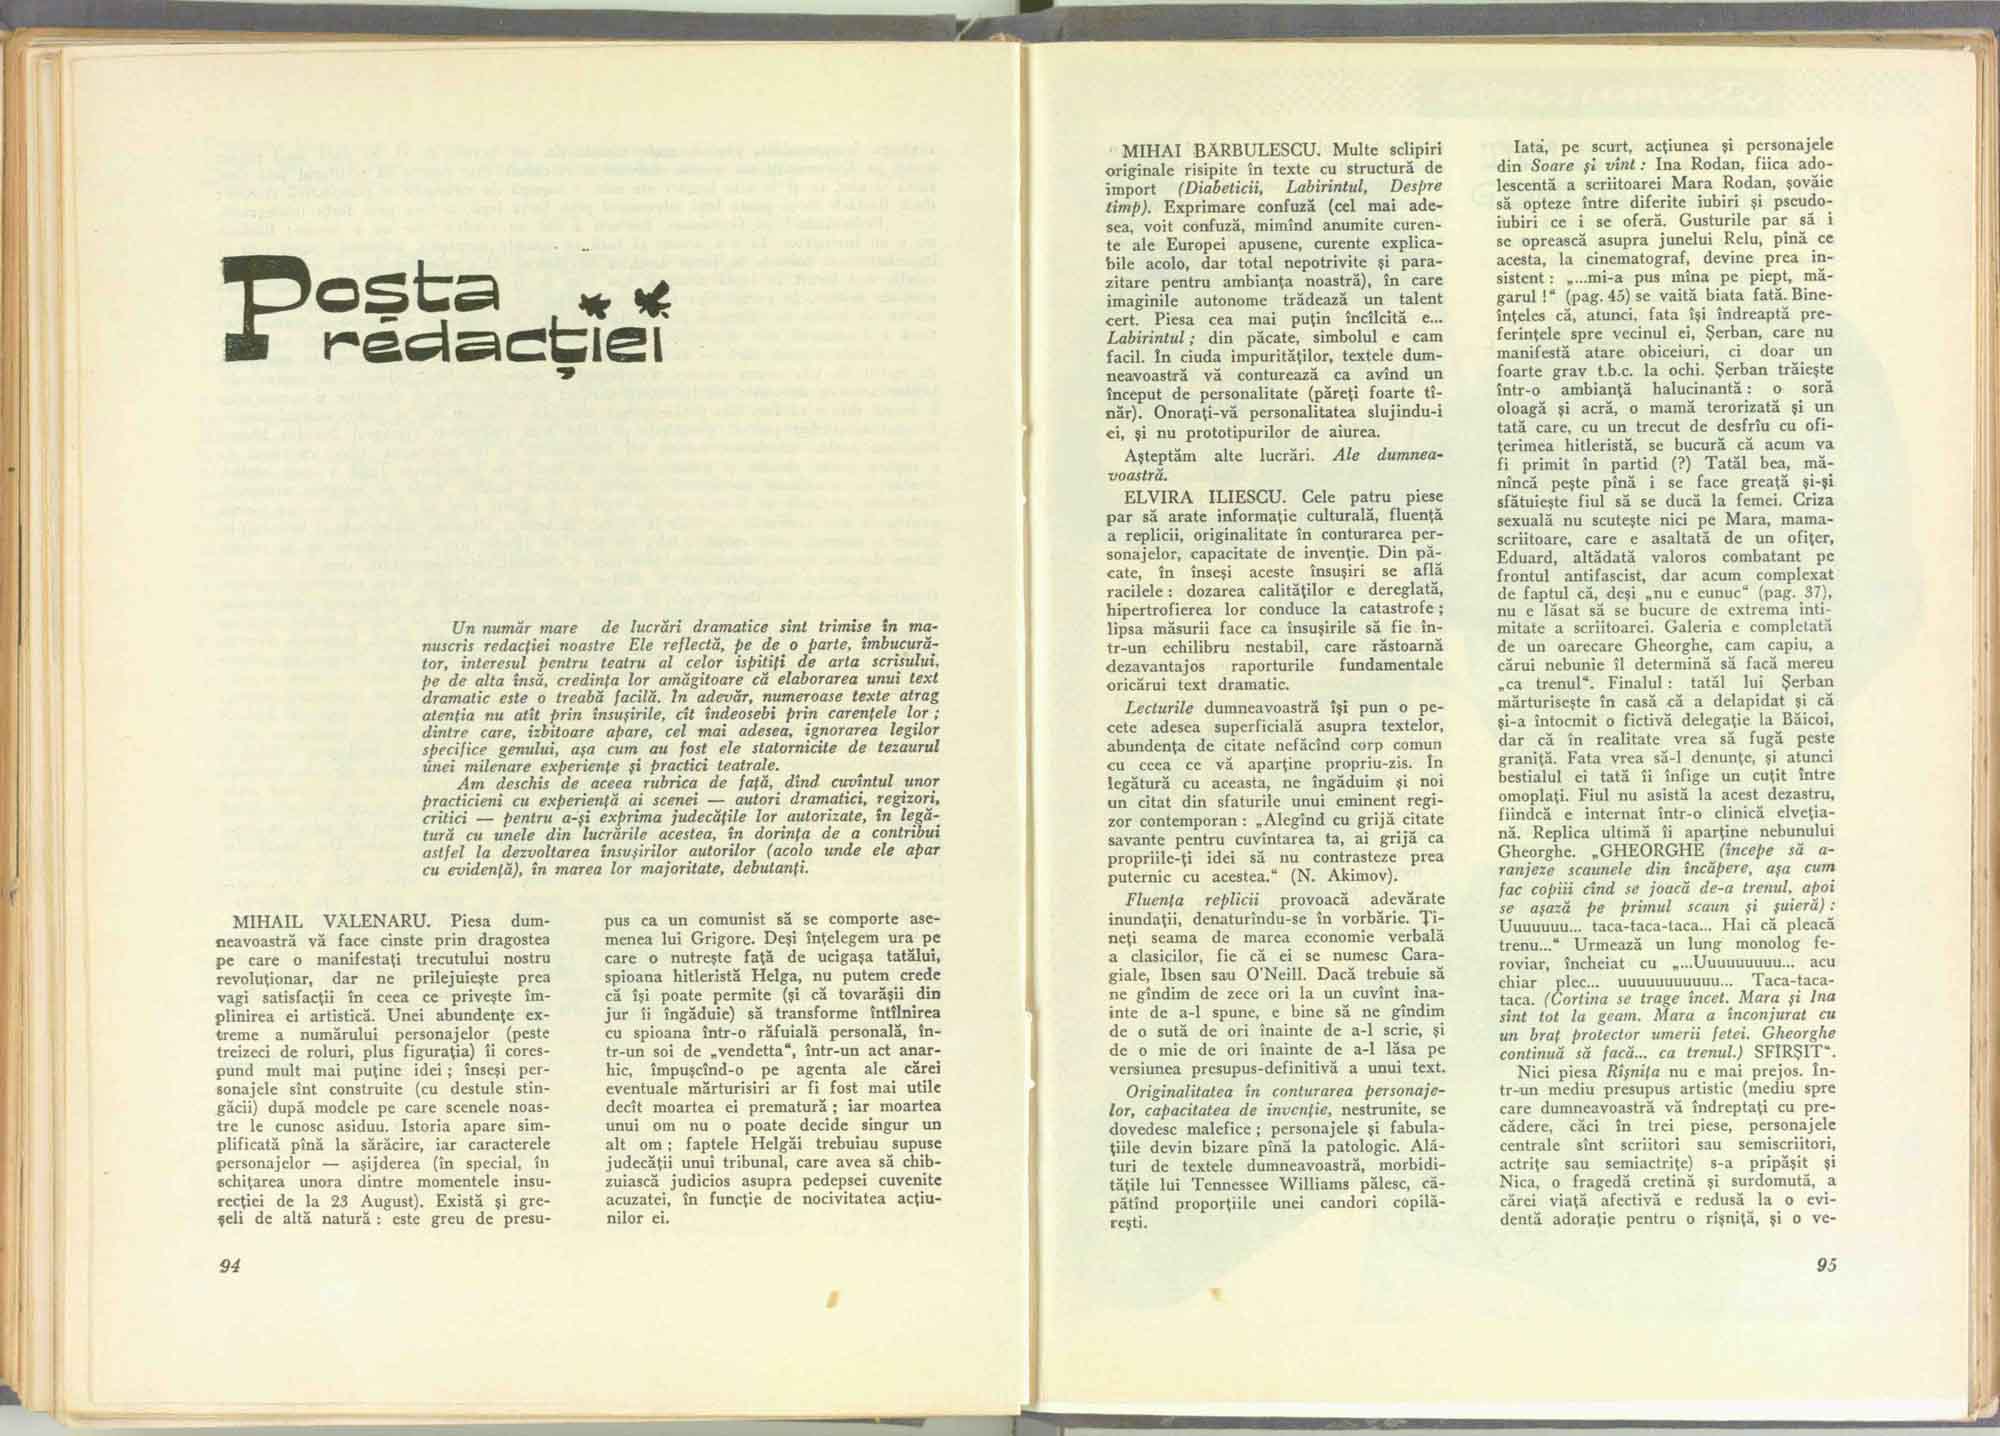 Poșta
redacției
Un număr mare de lucrări dramatice sînt trimise în ma-
nuscris redacției noastre Ele reflectă, pe de o parte, îmbucură-
tor, interesul pentru teatru al celor ispitiți de arta scrisului,
pe de alta însă, credința lor amăgitoare că elaborarea unui text
dramatic este o treabă facilă. In adevăr, numeroase texte atrag
atenția nu atît prin însușirile, cît îndeosebi prin carențele lor ;
dintre care, izbitoare apare, cel mai adesea, ignorarea legilor
specifice genului, așa cum au fost ele statornicite de tezaurul
unei milenare experiențe și practici teatrale.
Am deschis de aceea rubrica de față, dînd cuvîntul unor
practicieni cu experiență ai scenei — autori dramatici, regizori,
critici — pentru a-și exprima judecățile lor autorizate, în legă-
tură cu unele din lucrările acestea, în dorința de a contribui
astfel la dezvoltarea însușirilor autorilor (acolo unde ele apar
cu evidență), în marea lor majoritate, debutanți.
MIHAIL VĂLENARU. Piesa dum-
neavoastră vă face cinste prin dragostea
pe care o manifestați trecutului nostru
revoluționar, dar ne prilejuiește prea
vagi satisfacții în ceea ce privește îm-
plinirea ei artistică. Unei abundențe ex-
treme a numărului personajelor (peste
treizeci de roluri, plus figurația) îi cores-
pund mult mai puține idei ; înseși per-
sonajele sînt construite (cu destule stîn-
găcii) după modele pe care scenele noas-
tre le cunosc asiduu. Istoria apare sim-
plificată pînă la sărăcire, iar caracterele
personajelor — așijderea (în special, în
schițarea unora dintre momentele insu-
recției de la 23 August). Există și gre-
șeli de altă natură : este greu de presu-
pus ca un comunist să se comporte ase-
menea lui Grigore. Deși înțelegem ura pe
care o nutrește față de ucigașa tatălui,
spioana hitleristă Helga, nu putem crede
că își poate permite (și că tovarășii din
jur îi îngăduie) să transforme întîlnirea
cu spioana într-o răfuială personală, în-
tr-un soi de „vendetta“, într-un act anar-
hic, împușcînd-o pe agenta ale cărei
eventuale mărturisiri ar fi fost mai utile
decît moartea ei prematură ; iar moartea
unui om nu o poate decide singur un
alt om ; faptele Helgăi trebuiau supuse
judecății unui tribunal, care avea să chib-
zuiască judicios asupra pedepsei cuvenite
acuzatei, în funcție de nocivitatea acțiu-
nilor ei.
94
MIHAI BĂRBULESCU. Multe sclipiri
originale risipite în texte cu structură de
import (Diabeticii, Labirintul, Despre
timp). Exprimare confuză (cel mai ade-
sea, voit confuză, mimînd anumite curen-
te ale Europei apusene, curente explica-
bile acolo, dar total nepotrivite și para-
zitare pentru ambianța noastră), în care
imaginile autonome trădează un talent
cert. Piesa cea mai puțin încîlcită e...
Labirintul ; din păcate, simbolul e cam
facil. În ciuda impurităților, textele dum-
neavoastră vă conturează ca avînd un
început de personalitate (păreți foarte tî-
năr). Onorați-vă personalitatea slujindu-i
ei, și nu prototipurilor de aiurea.
Așteptăm alte lucrări. Ale dumnea-
voastră.
ELVIRA ILIESCU. Cele patru piese
par să arate informație culturală, fluență
a replicii, originalitate în conturarea per-
sonajelor, capacitate de invenție. Din pă-
cate, în înseși aceste însușiri se află
racilele : dozarea calităților e dereglată,
hipertrofierea lor conduce la catastrofe ;
lipsa măsurii face ca însușirile să fie în-
tr-un echilibru nestabil, care răstoarnă
dezavantajos raporturile fundamentale
oricărui text dramatic.
Lecturile dumneavoastră își pun o pe-
cete adesea superficială asupra textelor,
abundența de citate nefăcînd corp comun
cu ceea ce vă aparține propriu-zis. In
legătură cu aceasta, ne îngăduim și noi
un citat din sfaturile unui eminent regi-
zor contemporan : „Alegînd cu grijă citate
savante pentru cuvîntarea ta, ai grijă ca
propriile-ți idei să nu contrasteze prea
puternic cu acestea.“ (N. Akimov).
Fluența replicii provoacă adevărate
inundații, denaturîndu-se în vorbărie. Ți-
neți seama de marea economie verbală
a clasicilor, fie că ei se numesc Cara-
giale, Ibsen sau O'Neill. Dacă trebuie să
ne gîndim de zece ori la un cuvînt îna-
inte de a-l spune, e bine să ne gîndim
de o sută de ori înainte de a-l scrie, și
de o mie de ori înainte de a-l lăsa pe
versiunea presupus-definitivă a unui text.
Originalitatea în conturarea personaje-
lor, capacitatea de invenție, nestrunite, se
dovedesc malefice ; personajele și fabula-
țiile devin bizare pînă la patologic. Ală-
turi de textele dumneavoastră, morbidi-
tățile lui Tennessee Williams pălesc, că-
pătînd proporțiile unei candori copilă-
rești.
Iată, pe scurt, acțiunea și personajele
din Soare și vînt : Ina Rodan, fiica ado-
lescentă a scriitoarei Mara Rodan, șovăie
să opteze între diferite iubiri și pseudo-
iubiri ce i se oferă. Gusturile par să i
se oprească asupra junelui Relu, pînă ce
acesta, la cinematograf, devine prea in-
sistent : „...mi-a pus mîna pe piept, mă-
garul !“ (pag. 45) se vaită biata fată. Bine-
înțeles că, atunci, fata își îndreaptă pre-
ferințele spre vecinul ei, Șerban, care nu
manifestă atare obiceiuri, ci doar un
foarte grav t.b.c. la ochi. Șerban trăiește
într-o ambianță halucinantă : o soră
oloagă și acră, o mamă terorizată și un
tată care, cu un trecut de desfrîu cu ofi-
țerimea hitleristă, se bucură că acum va
fi primit în partid (?) Tatăl bea, mă-
nîncă pește pînă i se face greață și-și
sfătuiește fiul să se ducă la femei. Criza
sexuală nu scutește nici pe Mara, mama-
scriitoare, care e asaltată de un ofițer,
Eduard, altădată valoros combatant pe
frontul antifascist, dar acum complexat
de faptul că, deși „nu e eunuc“ (pag. 37),
nu e lăsat să se bucure de extrema inti-
mitate a scriitoarei. Galeria e completată
de un oarecare Gheorghe, cam capiu, a
cărui nebunie îl determină să facă mereu
„ca trenul“. Finalul : tatăl lui Șerban
mărturisește în casă că a delapidat și că
și-a întocmit o fictivă delegație la Băicoi,
dar că în realitate vrea să fugă peste
graniță. Fata vrea să-l denunțe, și atunci
bestialul ei tată îi înfige un cuțit între
omoplați. Fiul nu asistă la acest dezastru,
fiindcă e internat într-o clinică elvețía-
nă. Replica ultimă îi aparține nebunului
Gheorghe. „GHEORGHE (începe să a-
ranjeze scaunele din încăpere, așa cum
fac copiii cînd se joacă de-a trenul, apoi
se așază pe primul scaun și șuieră) :
Uuuuuuu... taca-taca-taca... Hai că pleacă
trenu...“ Urmează un lung monolog fe-
roviar, încheiat cu „...Uuuuuuuuu... acu
chiar plec... uuuuuuuuuuu... Taca-taca-
taca. (Cortina se trage încet. Mara și Ina
sînt tot la geam. Mara a înconjurat cu
un braț protector umerii fetei. Gheorghe
continuă să facă... ca trenul.) SFÎRȘIT“.
Nici piesa Rîșnița nu e mai prejos. În-
tr-un mediu presupus artistic (mediu spre
care dumneavoastră vă îndreptați cu pre-
cădere, căci în trei piese, personajele
centrale sînt scriitori sau semiscriitori,
actrițe sau semiactrițe) s-a pripășit și
Nica, o fragedă cretină și surdomută, a
cărei viață afectivă e redusă la o evi-
dentă adorație pentru o rîșniță, și o ve-
95